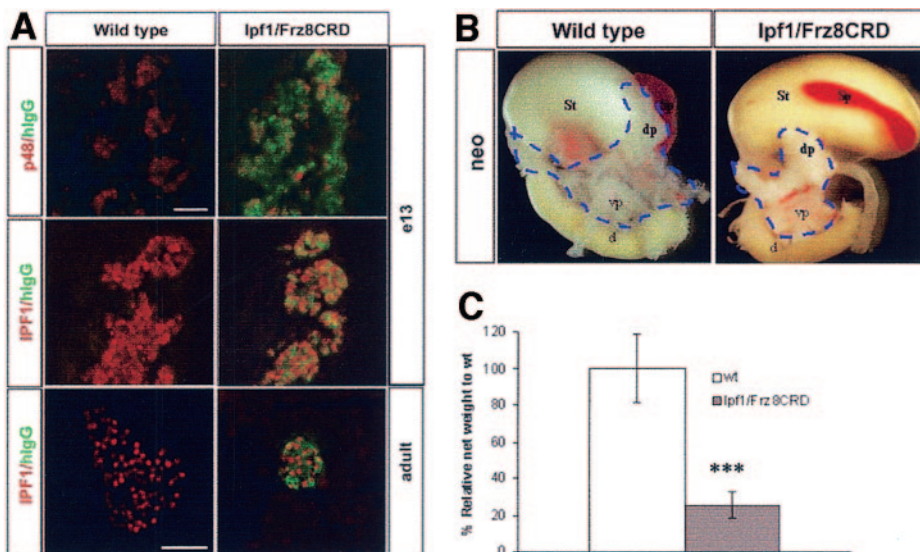 A
Wild type
Ipf1/Frz8CRD
p48/hIgG
IPF1/hIgG
e13
IPF1/hIgG
adult
B
Wild type
Ipf1/Frz8CRD
neo
St
dp
vp
d
St
Sp
dp
vp
d
C
% Relative net weight to wt
120
100
80
60
40
20
0
wt
Ipf1/Frz8CRD
***